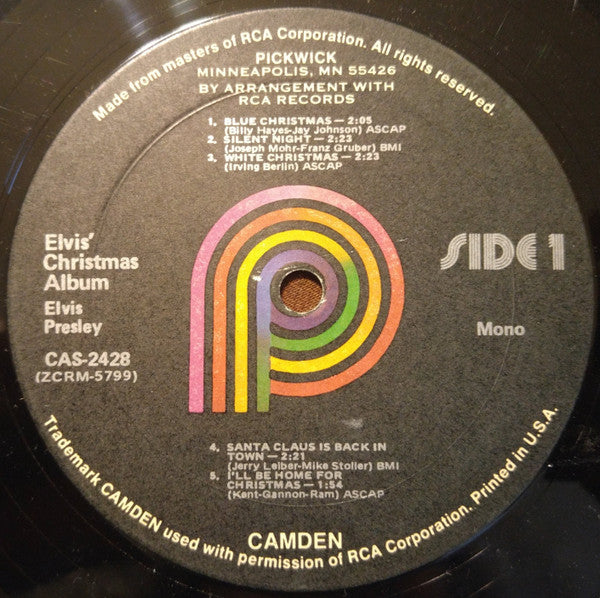 Made from masters of RCA Corporation. All rights reserved.
PICKWICK
MINNEAPOLIS, MN 55426
BY ARRANGEMENT WITH
RCA RECORDS
1. BLUE CHRISTMAS — 2:05
(Billy Hayes-Jay Johnson) ASCAP
2. SILENT NIGHT — 2:23
(Joseph Mohr-Franz Gruber) BMI
3. WHITE CHRISTMAS — 2:23
(Irving Berlin) ASCAP
Elvis'
Christmas
Album
Elvis
Presley
CAS-2428
(ZCRM-5799)
SIDE 1
Mono
4. SANTA CLAUS IS BACK IN
TOWN — 2:21
(Jerry Leiber-Mike Stoller) BMI
5. I'LL BE HOME FOR
CHRISTMAS — 1:54
(Kent-Gannon-Ram) ASCAP
CAMDEN
Trademark CAMDEN used with permission of RCA Corporation. Printed in U.S.A.